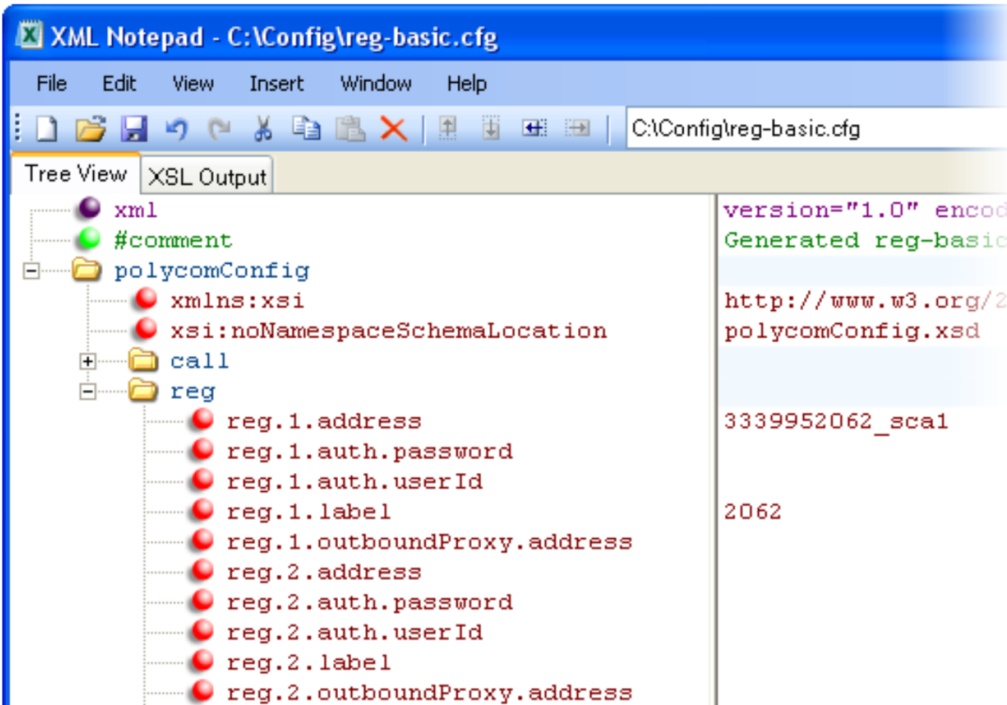 XML Notepad - C:\Config\reg-basic.cfg
File Edit View Insert Window Help
C:\Config\reg-basic.cfg
Tree View XSL Output
xml version="1.0" encod
#comment Generated reg-basic
polycomConfig
xmlns:xsi http://www.w3.org/2
xsi:noNamespaceSchemaLocation polycomConfig.xsd
call
reg
reg.1.address 3339952062_sca1
reg.1.auth.password
reg.1.auth.userId
reg.1.label 2062
reg.1.outboundProxy.address
reg.2.address
reg.2.auth.password
reg.2.auth.userId
reg.2.label
reg.2.outboundProxy.address